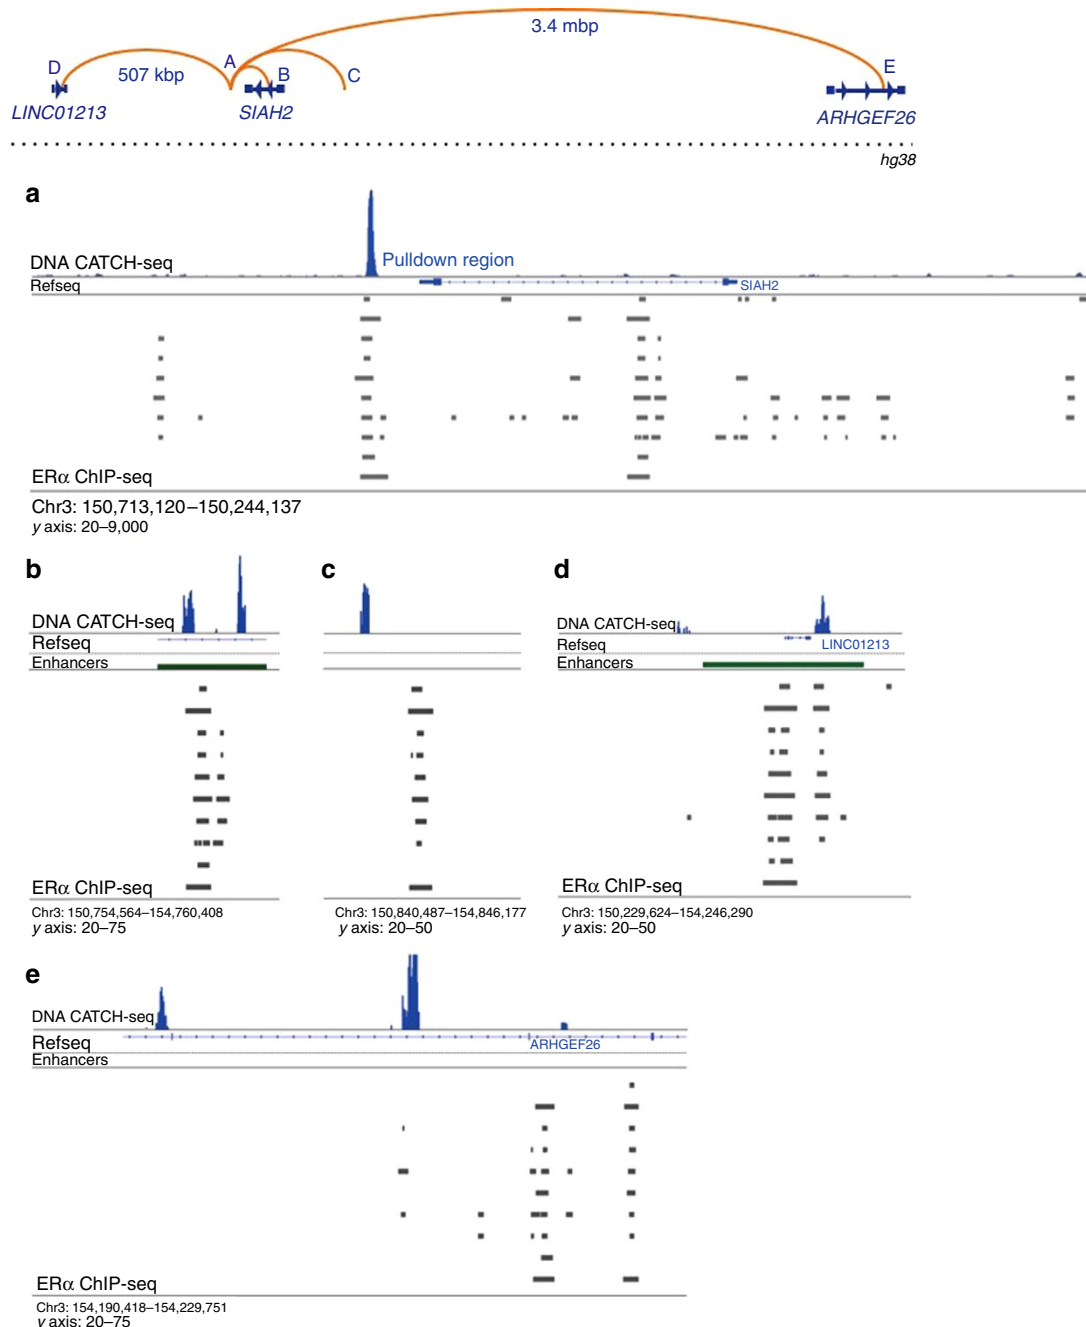 3.4 mbp
D
A
507 kbp
B
C
E
LINC01213
SIAH2
ARHGEF26
hg38
a
DNA CATCH-seq
Pulldown region
Refseq
SIAH2
ERα ChIP-seq
Chr3: 150,713,120–150,244,137
y axis: 20–9,000
b
DNA CATCH-seq
Refseq
Enhancers
ERα ChIP-seq
Chr3: 150,754,564–154,760,408
y axis: 20–75
c
Chr3: 150,840,487–154,846,177
y axis: 20–50
d
DNA CATCH-seq
Refseq
LINC01213
Enhancers
ERα ChIP-seq
Chr3: 150,229,624–154,246,290
y axis: 20–50
e
DNA CATCH-seq
Refseq
ARHGEF26
Enhancers
ERα ChIP-seq
Chr3: 154,190,418–154,229,751
y axis: 20–75